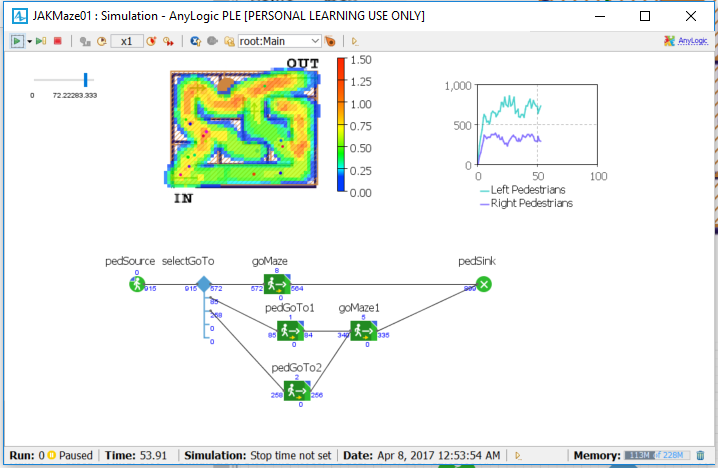 JAKMaze01 : Simulation - AnyLogic PLE [PERSONAL LEARNING USE ONLY]
x1
root:Main
AnyLogic
0
72.22283.333
OUT
IN
1.50
1.25
1.00
0.75
0.50
0.25
0.00
1,000
500
0
0
50
100
Left Pedestrians
Right Pedestrians
pedSource
0
915
selectGoTo
915
572
85
258
0
0
goMaze
8
572
564
0
pedSink
899
pedGoTo1
1
85
84
0
goMaze1
5
340
335
0
pedGoTo2
2
258
256
0
Run: 0 Paused Time: 53.91 Simulation: Stop time not set Date: Apr 8, 2017 12:53:54 AM Memory: 113M of 228M